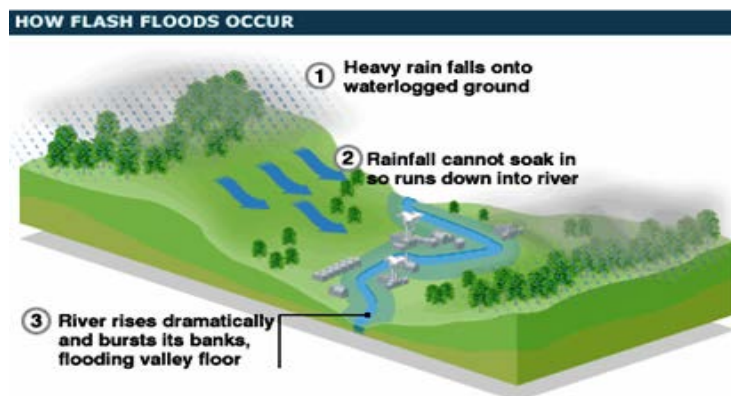 HOW FLASH FLOODS OCCUR
1 Heavy rain falls onto
waterlogged ground
2 Rainfall cannot soak in
so runs down into river
3 River rises dramatically
and bursts its banks,
flooding valley floor